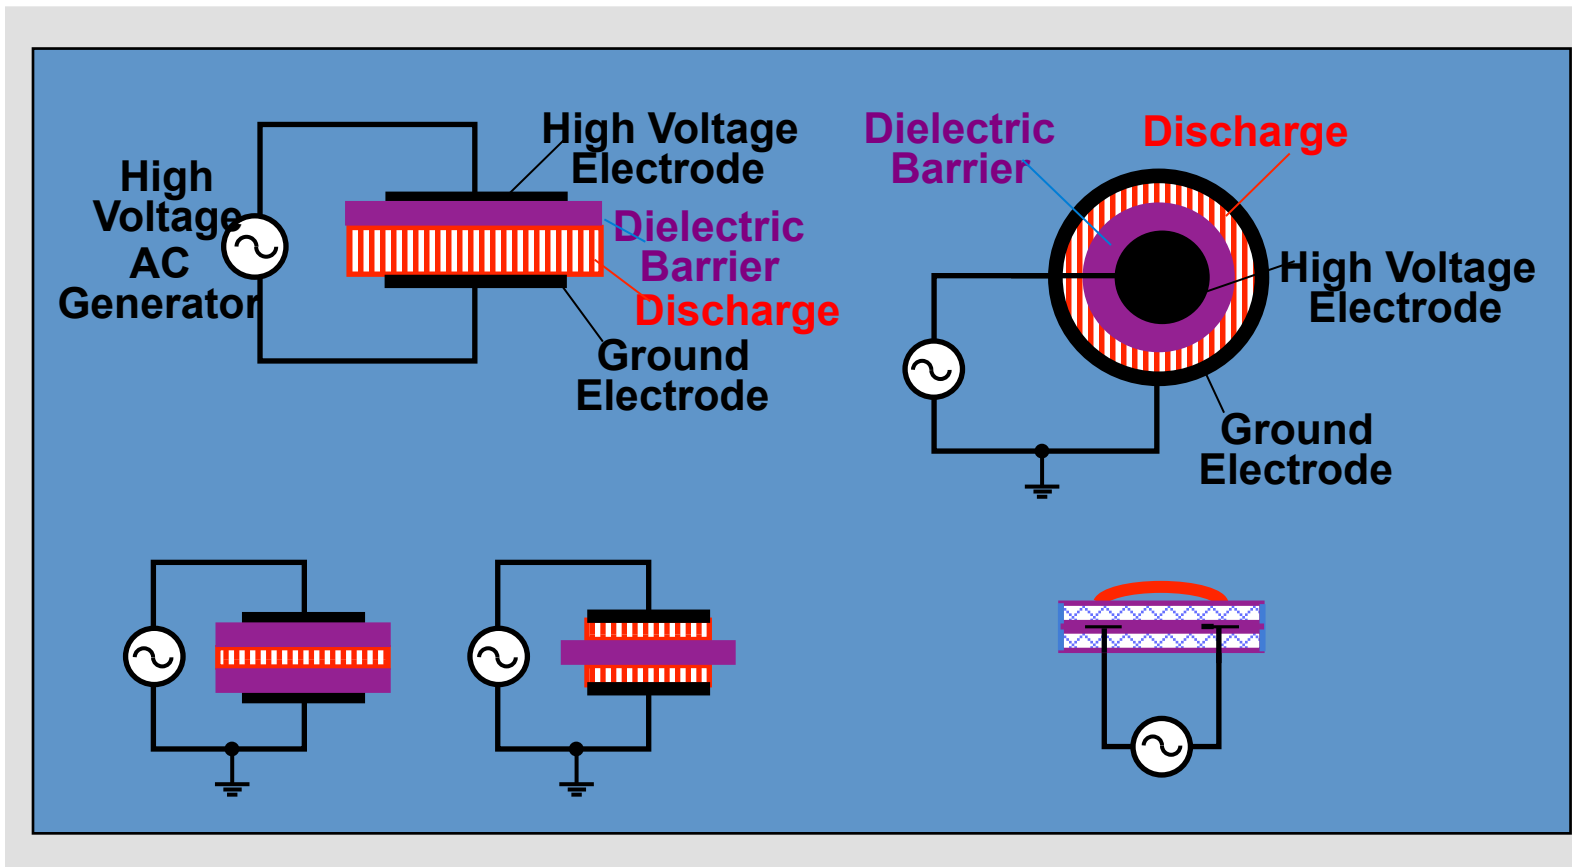 High
Voltage
AC
Generator
High Voltage
Electrode
Dielectric
Barrier
Discharge
Ground
Electrode
Dielectric
Barrier
Discharge
High Voltage
Electrode
Ground
Electrode